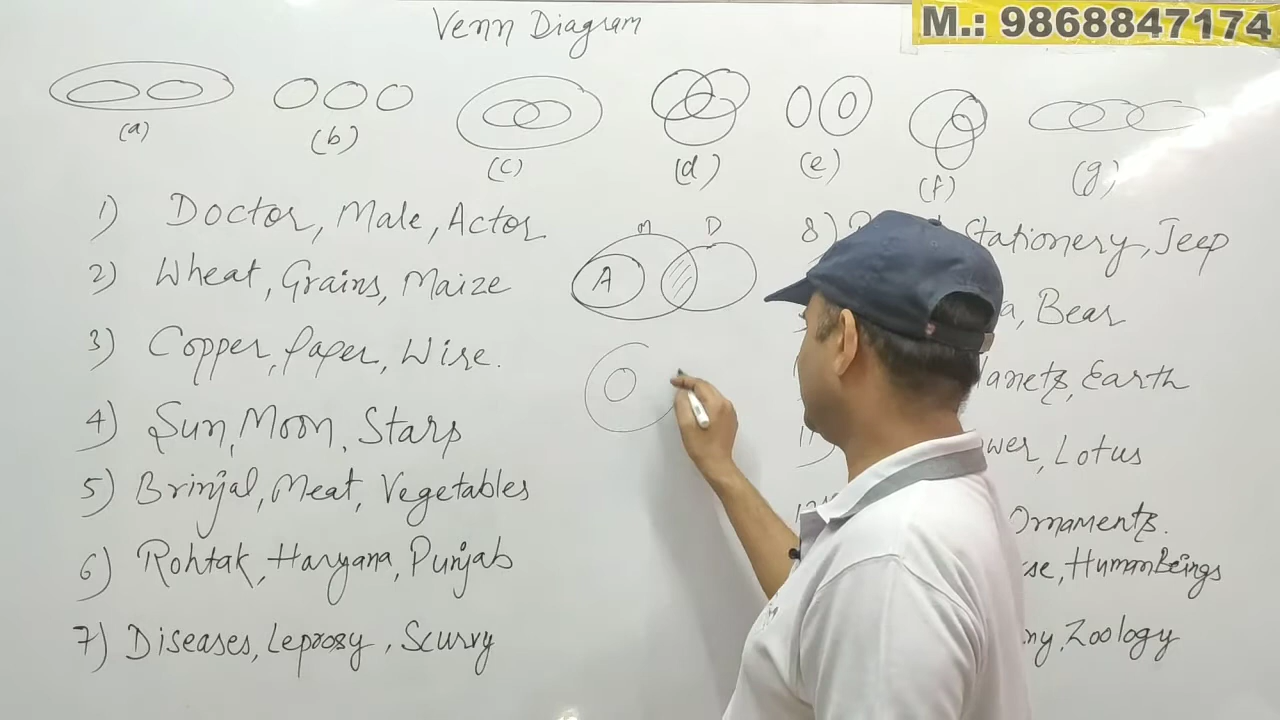 Venn Diagram
M.: 9868847174
(a) (b) (c) (d) (e) (f) (g)
1) Doctor, Male, Actor
2) Wheat, Grains, Maize
3) Copper, Paper, Wire.
4) Sun, Moon, Stars
5) Brinjal, Meat, Vegetables
6) Rohtak, Haryana, Punjab
7) Diseases, Leprosy, Scurvy
M D
A
8) Stationery, Jeep
Bear
Earth
11) Lotus
Ornaments.
Human Beings
Zoology